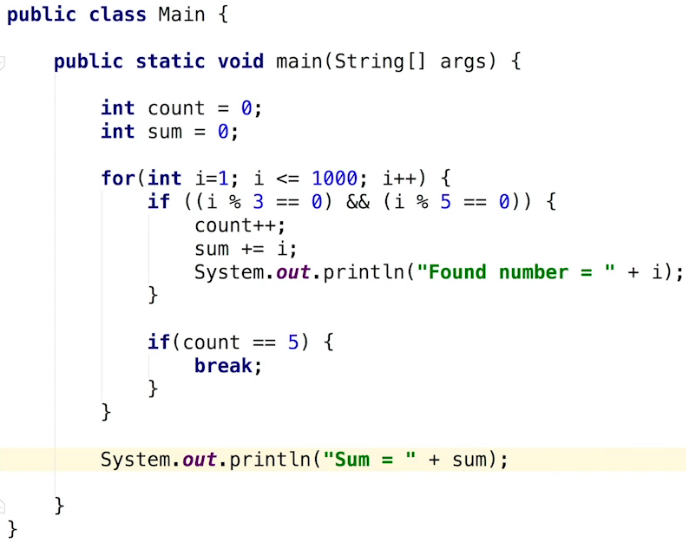 public class Main {
public static void main(String[] args) {
int count = 0;
int sum = 0;
for(int i=1; i <= 1000; i++) {
if ((i % 3 == 0) && (i % 5 == 0)) {
count++;
sum += i;
System.out.println("Found number = " + i);
}
if(count == 5) {
break;
}
}
System.out.println("Sum = " + sum);
}
}